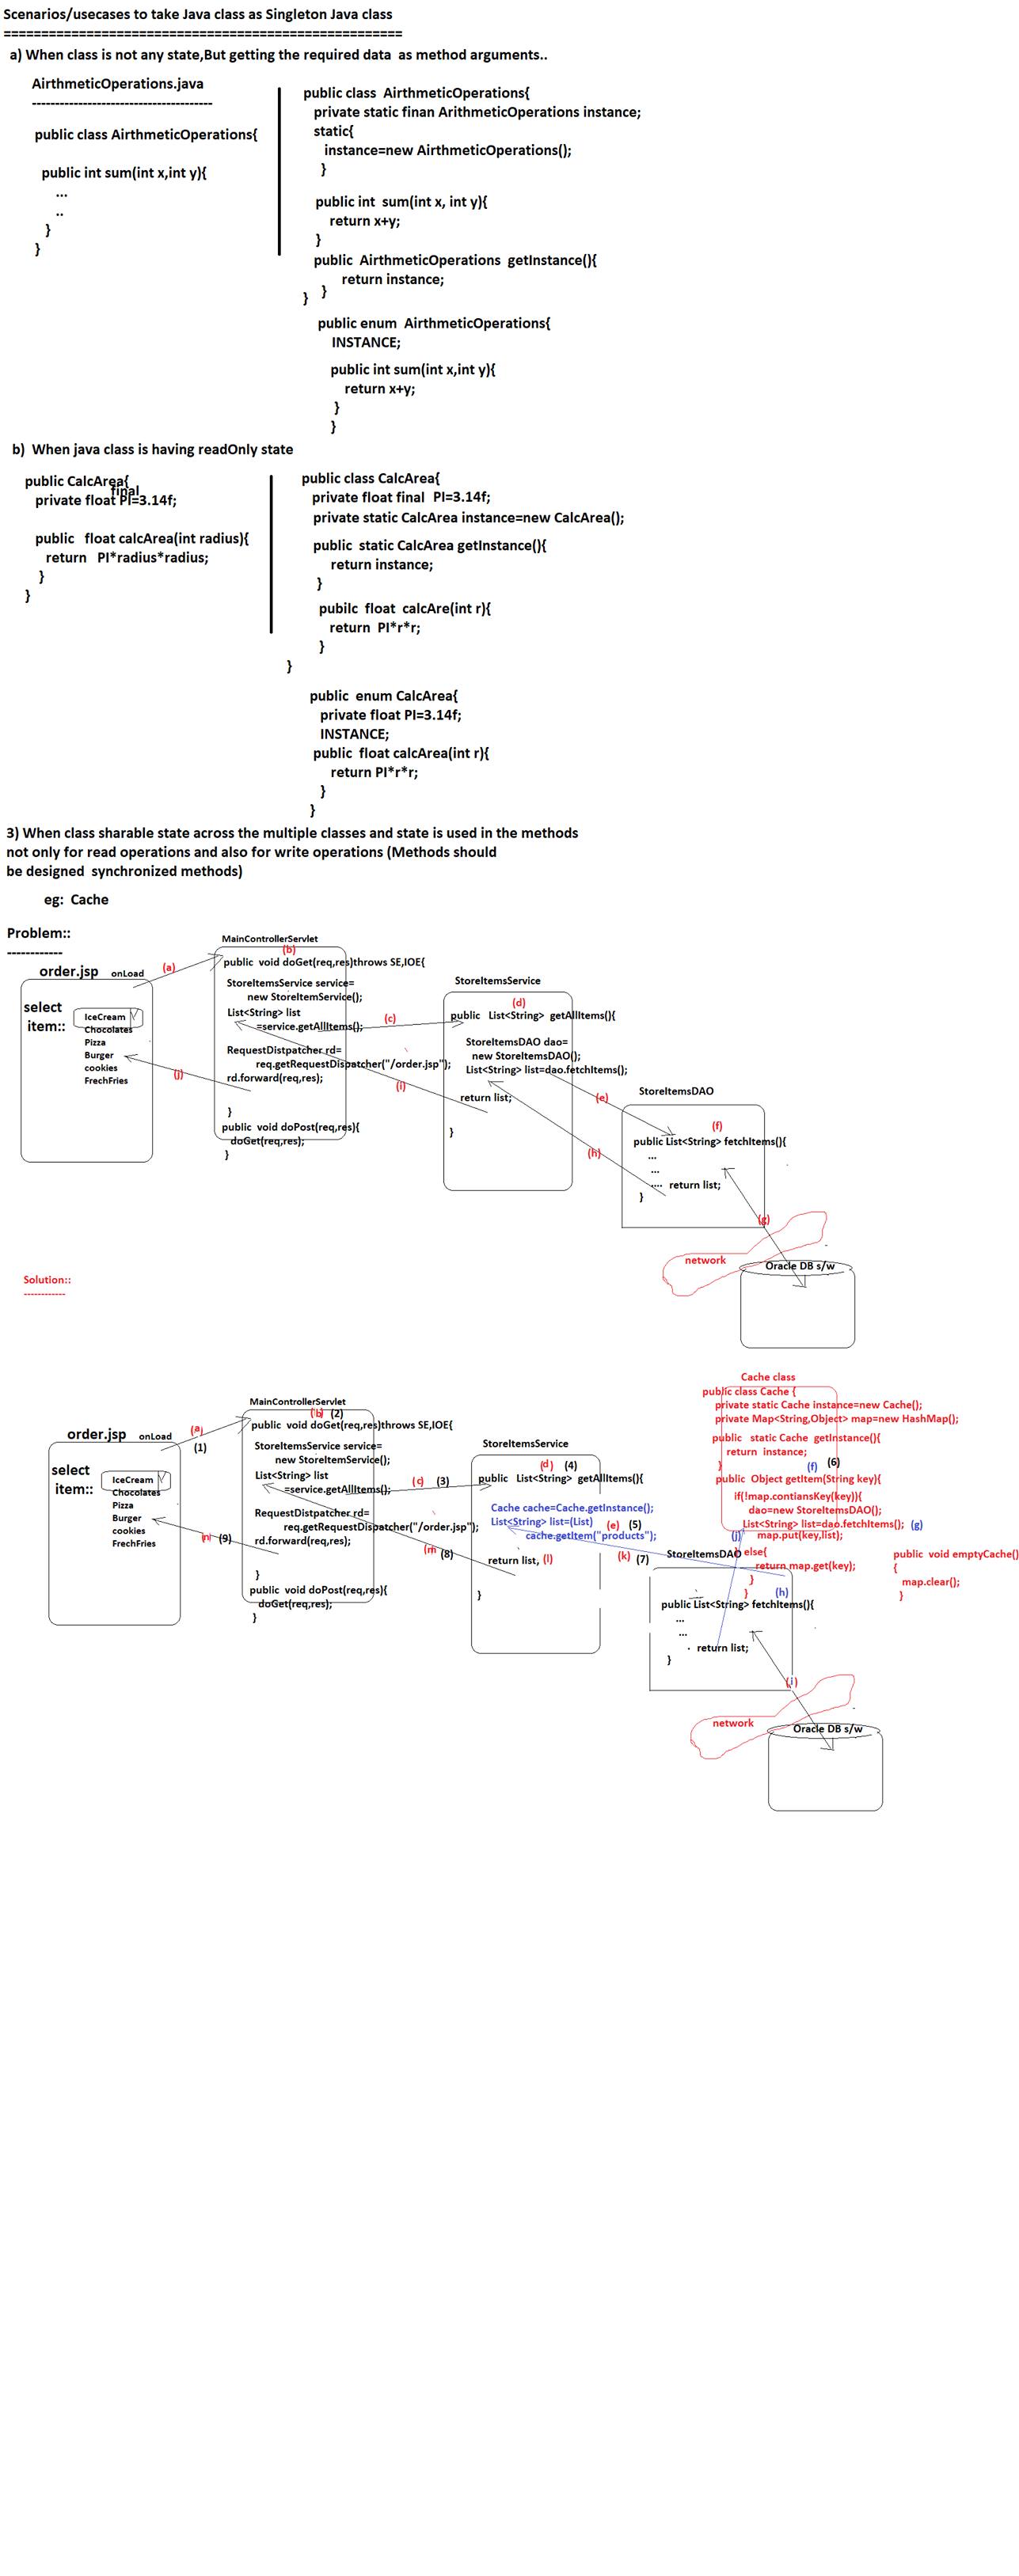 Scenarios/usecases to take Java class as Singleton Java class
=====================================================
a) When class is not any state,But getting the required data  as method arguments..
AirthmeticOperations.java
---------------------------------------
public class AirthmeticOperations{
public int sum(int x,int y){
...
..
}
}
public class  AirthmeticOperations{
private static finan ArithmeticOperations instance;
static{
instance=new AirthmeticOperations();
}
public int  sum(int x, int y){
return x+y;
}
public  AirthmeticOperations  getInstance(){
return instance;
}
}
public enum  AirthmeticOperations{
INSTANCE;
public int sum(int x,int y){
return x+y;
}
}
b)  When java class is having readOnly state
public CalcArea{
final
private float PI=3.14f;
public   float calcArea(int radius){
return   PI*radius*radius;
}
}
public class CalcArea{
private float final  PI=3.14f;
private static CalcArea instance=new CalcArea();
public  static CalcArea getInstance(){
return instance;
}
pubilc  float  calcAre(int r){
return  PI*r*r;
}
}
public  enum CalcArea{
private float PI=3.14f;
INSTANCE;
public  float calcArea(int r){
return PI*r*r;
}
}
3) When class sharable state across the multiple classes and state is used in the methods
not only for read operations and also for write operations (Methods should
be designed  synchronized methods)
eg:  Cache
Problem::
------------
order.jsp   onLoad
(a)
select
item::
IceCream
Chocolates
Pizza
Burger
cookies
FrechFries
(j)
MainControllerServlet
(b)
public  void doGet(req,res)throws SE,IOE{
StoreItemsService service=
new StoreItemService();
List<String> list
=service.getAllItems();
RequestDistpatcher rd=
req.getRequestDispatcher("/order.jsp");
rd.forward(req,res);
}
public  void doPost(req,res){
doGet(req,res);
}
(c)
(i)
StoreItemsService
(d)
public   List<String>  getAllItems(){
StoreItemsDAO dao=
new StoreItemsDAO();
List<String> list=dao.fetchItems();
return list;
}
(e)
(h)
StoreItemsDAO
(f)
public List<String> fetchItems(){
...
...
....  return list;
}
(g)
network
Oracle DB s/w
Solution::
------------
order.jsp   onLoad
(a)
(1)
select
item::
IceCream
Chocolates
Pizza
Burger
cookies
FrechFries
(n) (9)
MainControllerServlet
(b) (2)
public  void doGet(req,res)throws SE,IOE{
StoreItemsService service=
new StoreItemService();
List<String> list
=service.getAllItems();
RequestDistpatcher rd=
req.getRequestDispatcher("/order.jsp");
rd.forward(req,res);
}
public  void doPost(req,res){
doGet(req,res);
}
(c) (3)
(m (8)
StoreItemsService
(d) (4)
public   List<String>  getAllItems(){
Cache cache=Cache.getInstance();
List<String> list=(List) (e) (5)
cache.getItem("products");
return list, (l)
}
(k) (7)
Cache class
public class Cache {
private static Cache instance=new Cache();
private Map<String,Object> map=new HashMap();
public   static Cache  getInstance(){
return  instance;
}
(f) (6)
public  Object getItem(String key){
if(!map.contiansKey(key)){
dao=new StoreItemsDAO();
List<String> list=dao.fetchItems(); (g)
(j) map.put(key,list);
} else{
return map.get(key);
}
}
public  void emptyCache()
{
map.clear();
}
StoreItemsDAO
(h)
public List<String> fetchItems(){
...
...
. return list;
}
(i)
network
Oracle DB s/w